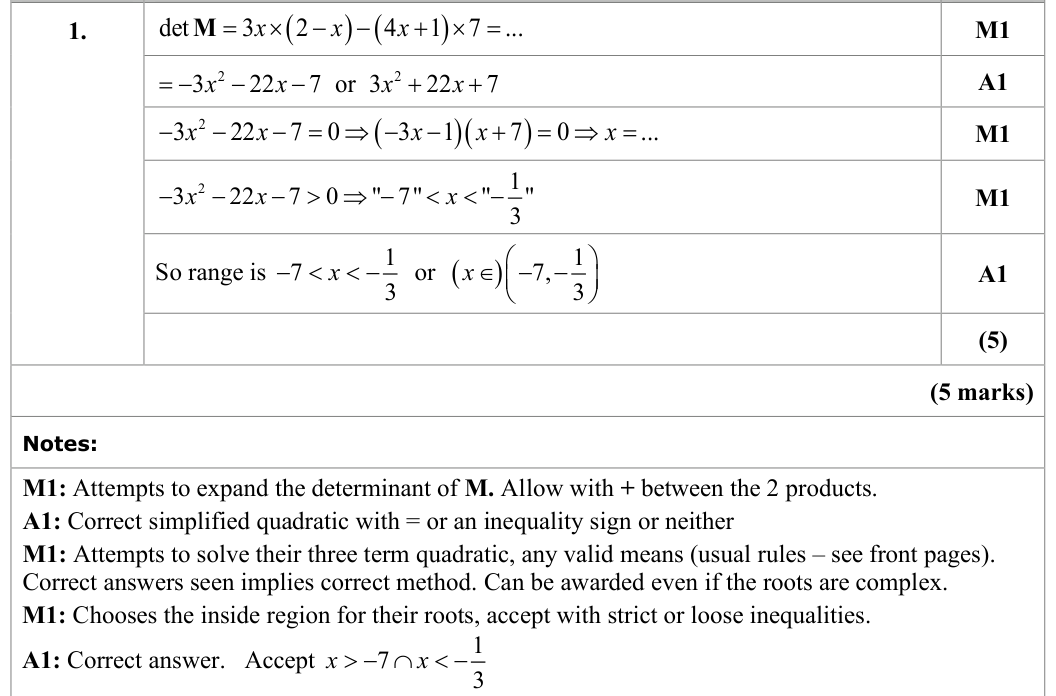 1. det M = 3x×(2−x)−(4x+1)×7 = ... M1
= −3x² − 22x − 7 or 3x² + 22x + 7 A1
−3x² − 22x − 7 = 0 ⇒ (−3x−1)(x+7) = 0 ⇒ x = ... M1
−3x² − 22x − 7 > 0 ⇒ "−7" < x < "−1/3" M1
So range is −7 < x < −1/3 or (x ∈)(−7, −1/3) A1
(5)
(5 marks)
Notes:
M1: Attempts to expand the determinant of M. Allow with + between the 2 products.
A1: Correct simplified quadratic with = or an inequality sign or neither
M1: Attempts to solve their three term quadratic, any valid means (usual rules – see front pages).
Correct answers seen implies correct method. Can be awarded even if the roots are complex.
M1: Chooses the inside region for their roots, accept with strict or loose inequalities.
A1: Correct answer. Accept x > −7 ∩ x < −1/3